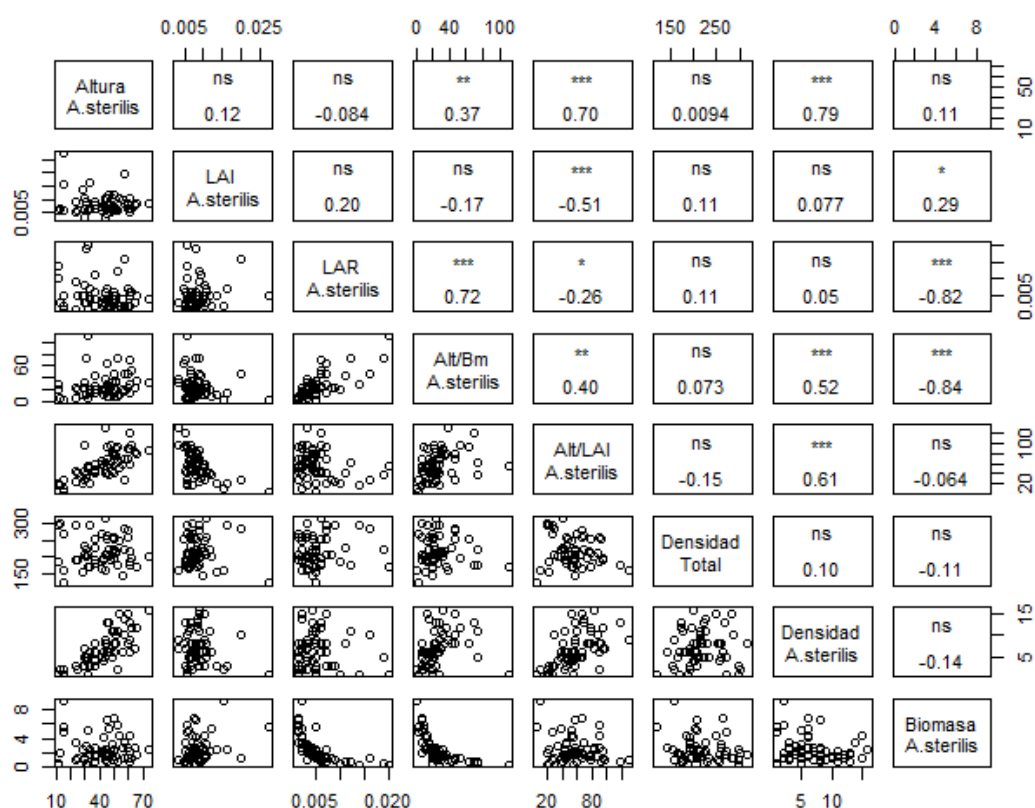 0.005 0.025 0 40 100 150 250 0 4 8
Altura
A.sterilis
ns
0.12
ns
-0.084
**
0.37
***
0.70
ns
0.0094
***
0.79
ns
0.11
10 50
0.005
LAI
A.sterilis
ns
0.20
ns
-0.17
***
-0.51
ns
0.11
ns
0.077
*
0.29
LAR
A.sterilis
***
0.72
*
-0.26
ns
0.11
ns
0.05
***
-0.82
0.005
0 60
Alt/Bm
A.sterilis
**
0.40
ns
0.073
***
0.52
***
-0.84
Alt/LAI
A.sterilis
ns
-0.15
***
0.61
ns
-0.064
20 100
150 300
Densidad
Total
ns
0.10
ns
-0.11
Densidad
A.sterilis
ns
-0.14
5 15
0 4 8
Biomasa
A.sterilis
10 40 70 0.005 0.020 20 80 5 10